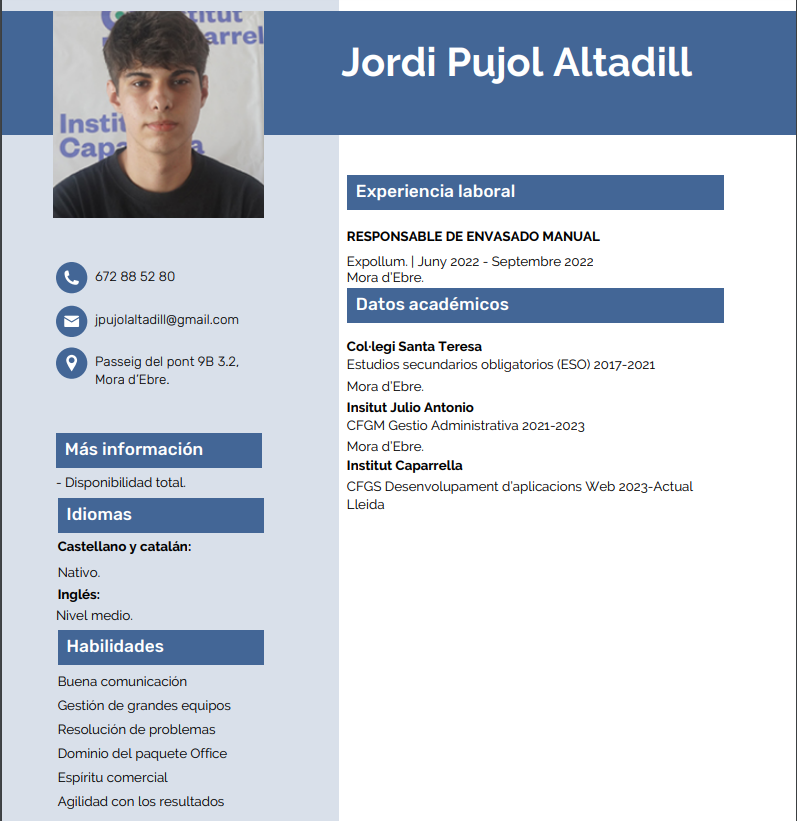 Jordi Pujol Altadill
Institut
Caparrella
672 88 52 80
jpujolaltadill@gmail.com
Passeig del pont 9B 3.2,
Mora d'Ebre.
Más información
- Disponibilidad total.
Idiomas
Castellano y catalán:
Nativo.
Inglés:
Nivel medio.
Habilidades
Buena comunicación
Gestión de grandes equipos
Resolución de problemas
Dominio del paquete Office
Espíritu comercial
Agilidad con los resultados
Experiencia laboral
RESPONSABLE DE ENVASADO MANUAL
Expollum. | Juny 2022 - Septembre 2022
Mora d'Ebre.
Datos académicos
Col·legi Santa Teresa
Estudios secundarios obligatorios (ESO) 2017-2021
Mora d'Ebre.
Insitut Julio Antonio
CFGM Gestio Administrativa 2021-2023
Mora d'Ebre.
Institut Caparrella
CFGS Desenvolupament d'aplicacions Web 2023-Actual
Lleida